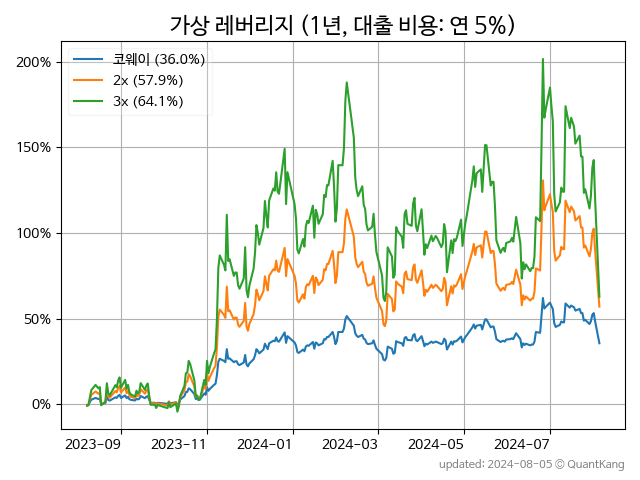 가상 레버리지 (1년, 대출 비용: 연 5%)
코웨이 (36.0%)
2x (57.9%)
3x (64.1%)
200%
150%
100%
50%
0%
2023-09 2023-11 2024-01 2024-03 2024-05 2024-07
updated: 2024-08-05 © QuantKang